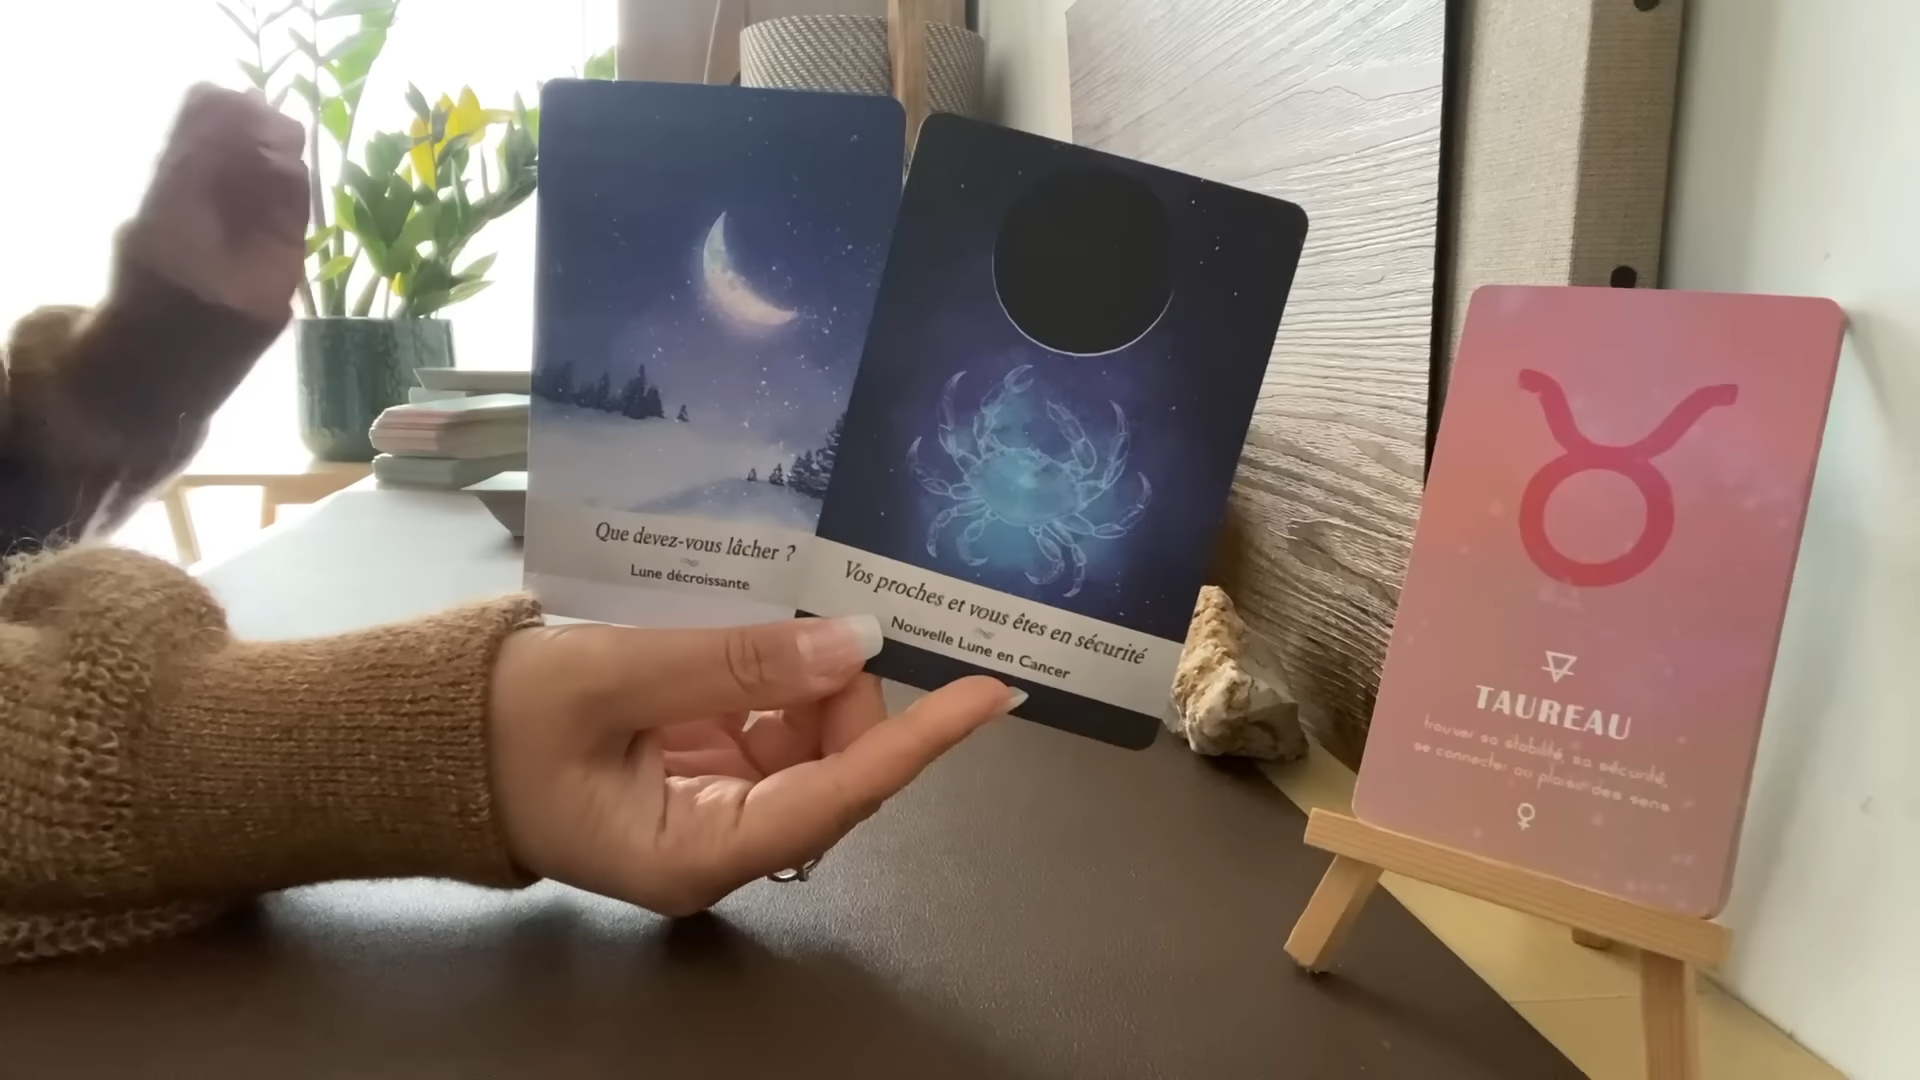 Que devez-vous lâcher ?
Lune décroissante
Vos proches et vous êtes en sécurité
Nouvelle Lune en Cancer
TAUREAU
trouver sa stabilité, sa sécurité,
se connecter au plaisir des sens